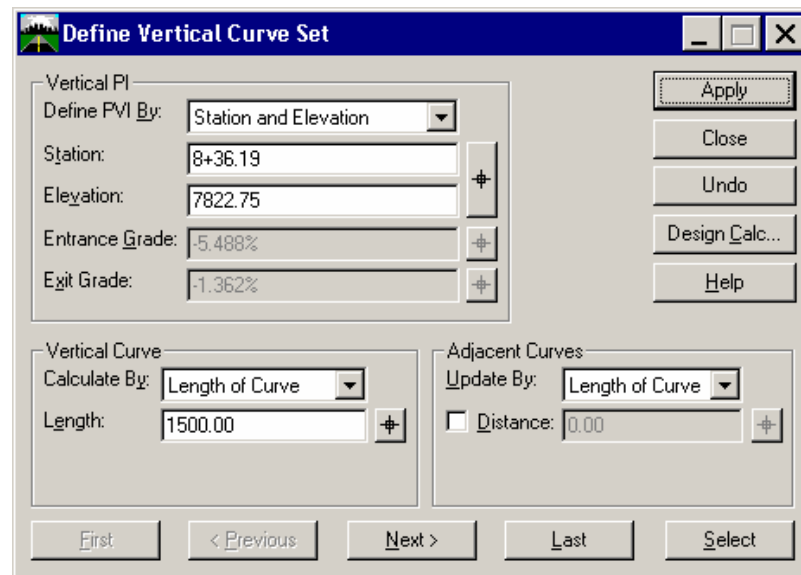 Define Vertical Curve Set
Vertical PI
Define PVI By: Station and Elevation
Station: 8+36.19
Elevation: 7822.75
Entrance Grade: -5.488%
Exit Grade: -1.362%
Apply
Close
Undo
Design Calc...
Help
Vertical Curve
Calculate By: Length of Curve
Length: 1500.00
Adjacent Curves
Update By: Length of Curve
Distance: 0.00
First
< Previous
Next >
Last
Select